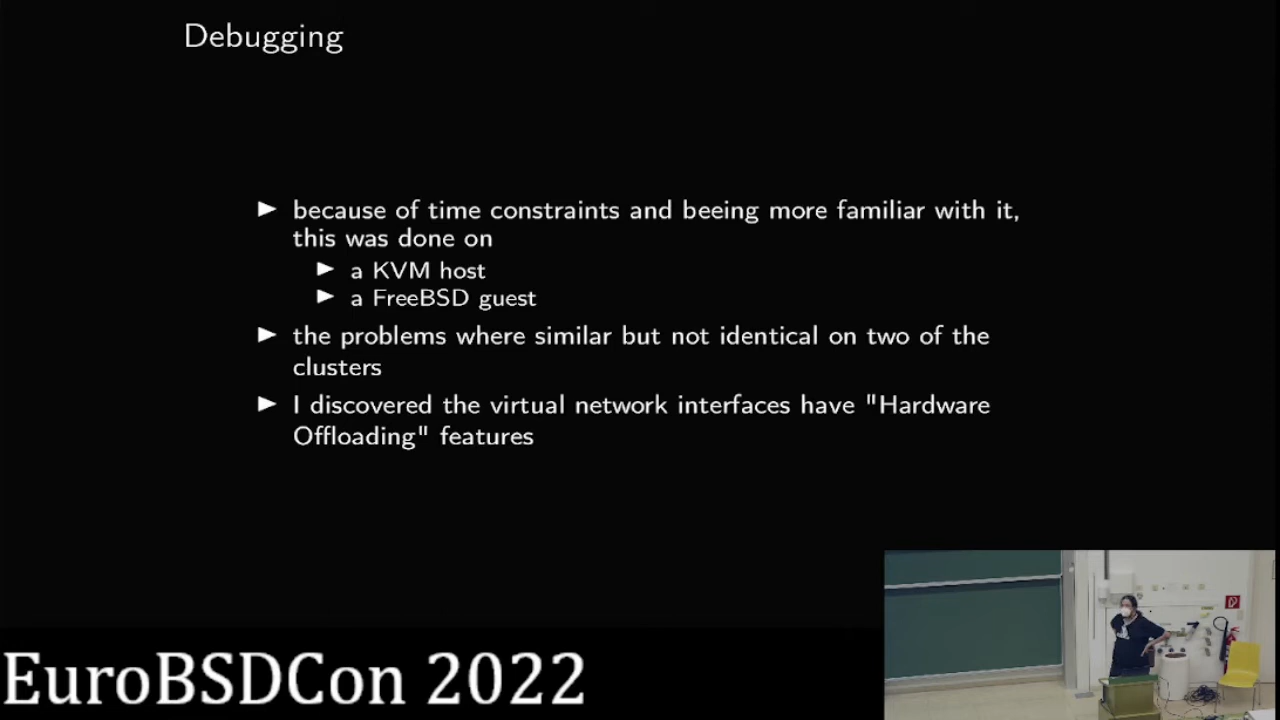 Debugging
► because of time constraints and beeing more familiar with it,
this was done on
► a KVM host
► a FreeBSD guest
► the problems where similar but not identical on two of the
clusters
► I discovered the virtual network interfaces have "Hardware
Offloading" features
EuroBSDCon 2022